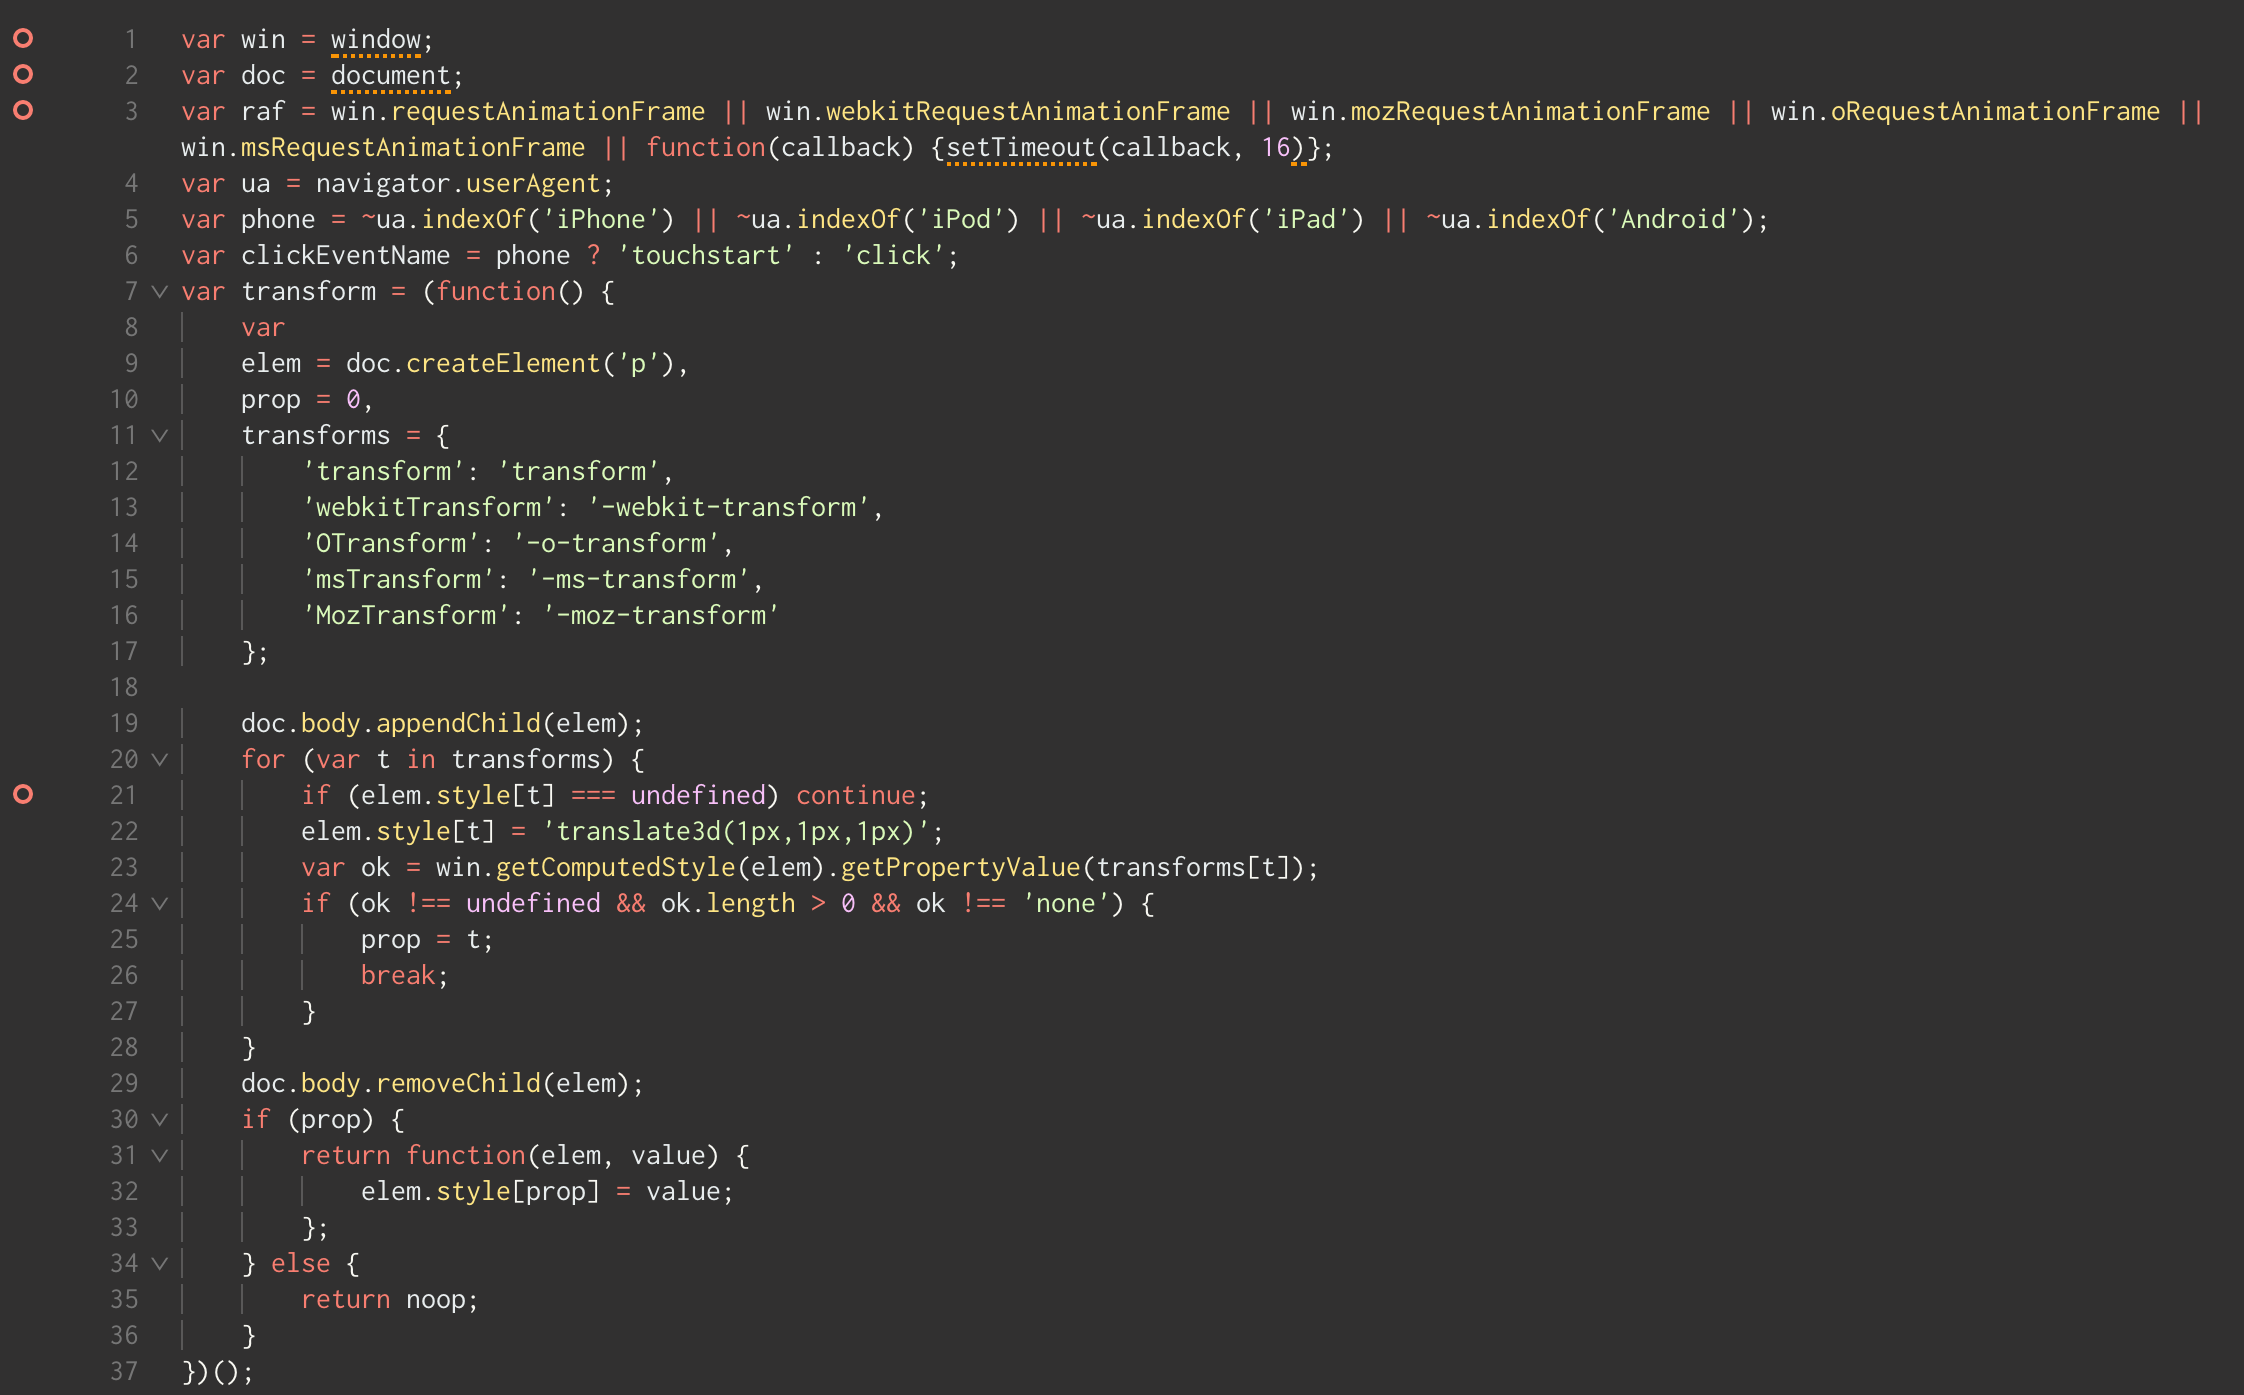 1 var win = window;
2 var doc = document;
3 var raf = win.requestAnimationFrame || win.webkitRequestAnimationFrame || win.mozRequestAnimationFrame || win.oRequestAnimationFrame ||
win.msRequestAnimationFrame || function(callback) {setTimeout(callback, 16)};
4 var ua = navigator.userAgent;
5 var phone = ~ua.indexOf('iPhone') || ~ua.indexOf('iPod') || ~ua.indexOf('iPad') || ~ua.indexOf('Android');
6 var clickEventName = phone ? 'touchstart' : 'click';
7 var transform = (function() {
8     var
9     elem = doc.createElement('p'),
10     prop = 0,
11     transforms = {
12         'transform': 'transform',
13         'webkitTransform': '-webkit-transform',
14         'OTransform': '-o-transform',
15         'msTransform': '-ms-transform',
16         'MozTransform': '-moz-transform'
17     };
18
19     doc.body.appendChild(elem);
20     for (var t in transforms) {
21         if (elem.style[t] === undefined) continue;
22         elem.style[t] = 'translate3d(1px,1px,1px)';
23         var ok = win.getComputedStyle(elem).getPropertyValue(transforms[t]);
24         if (ok !== undefined && ok.length > 0 && ok !== 'none') {
25             prop = t;
26             break;
27         }
28     }
29     doc.body.removeChild(elem);
30     if (prop) {
31         return function(elem, value) {
32             elem.style[prop] = value;
33         };
34     } else {
35         return noop;
36     }
37 })();